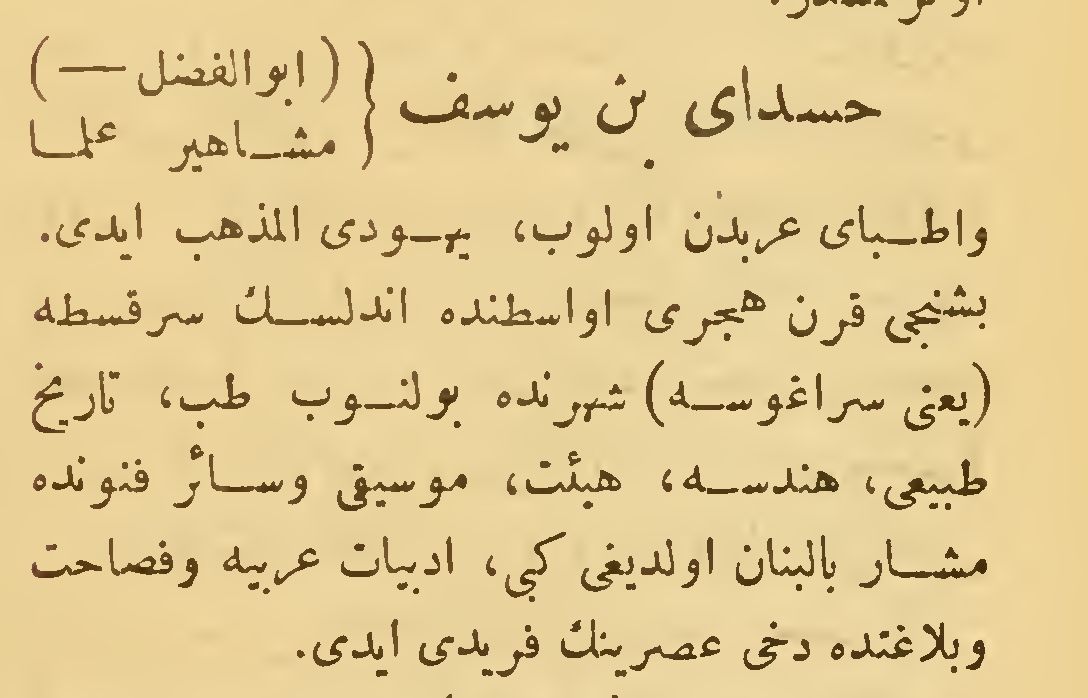 حسدای بن یوسف } ( ابوالفضل — )
مشاهیر علما
واطبای عربدن اولوب، یهودی المذهب ایدی.
بشنجی قرن هجری اواسطنده اندلسك سرقسطه
(یعنی سراغوسه) شهرنده بولنوب طب، تاریخ
طبیعی، هندسه، هیئت، موسیقی وسائر فنونده
مشار بالبنان اولدیغی كبی، ادبیات عربیه وفصاحت
وبلاغتده دخی عصرینك فریدی ایدی.